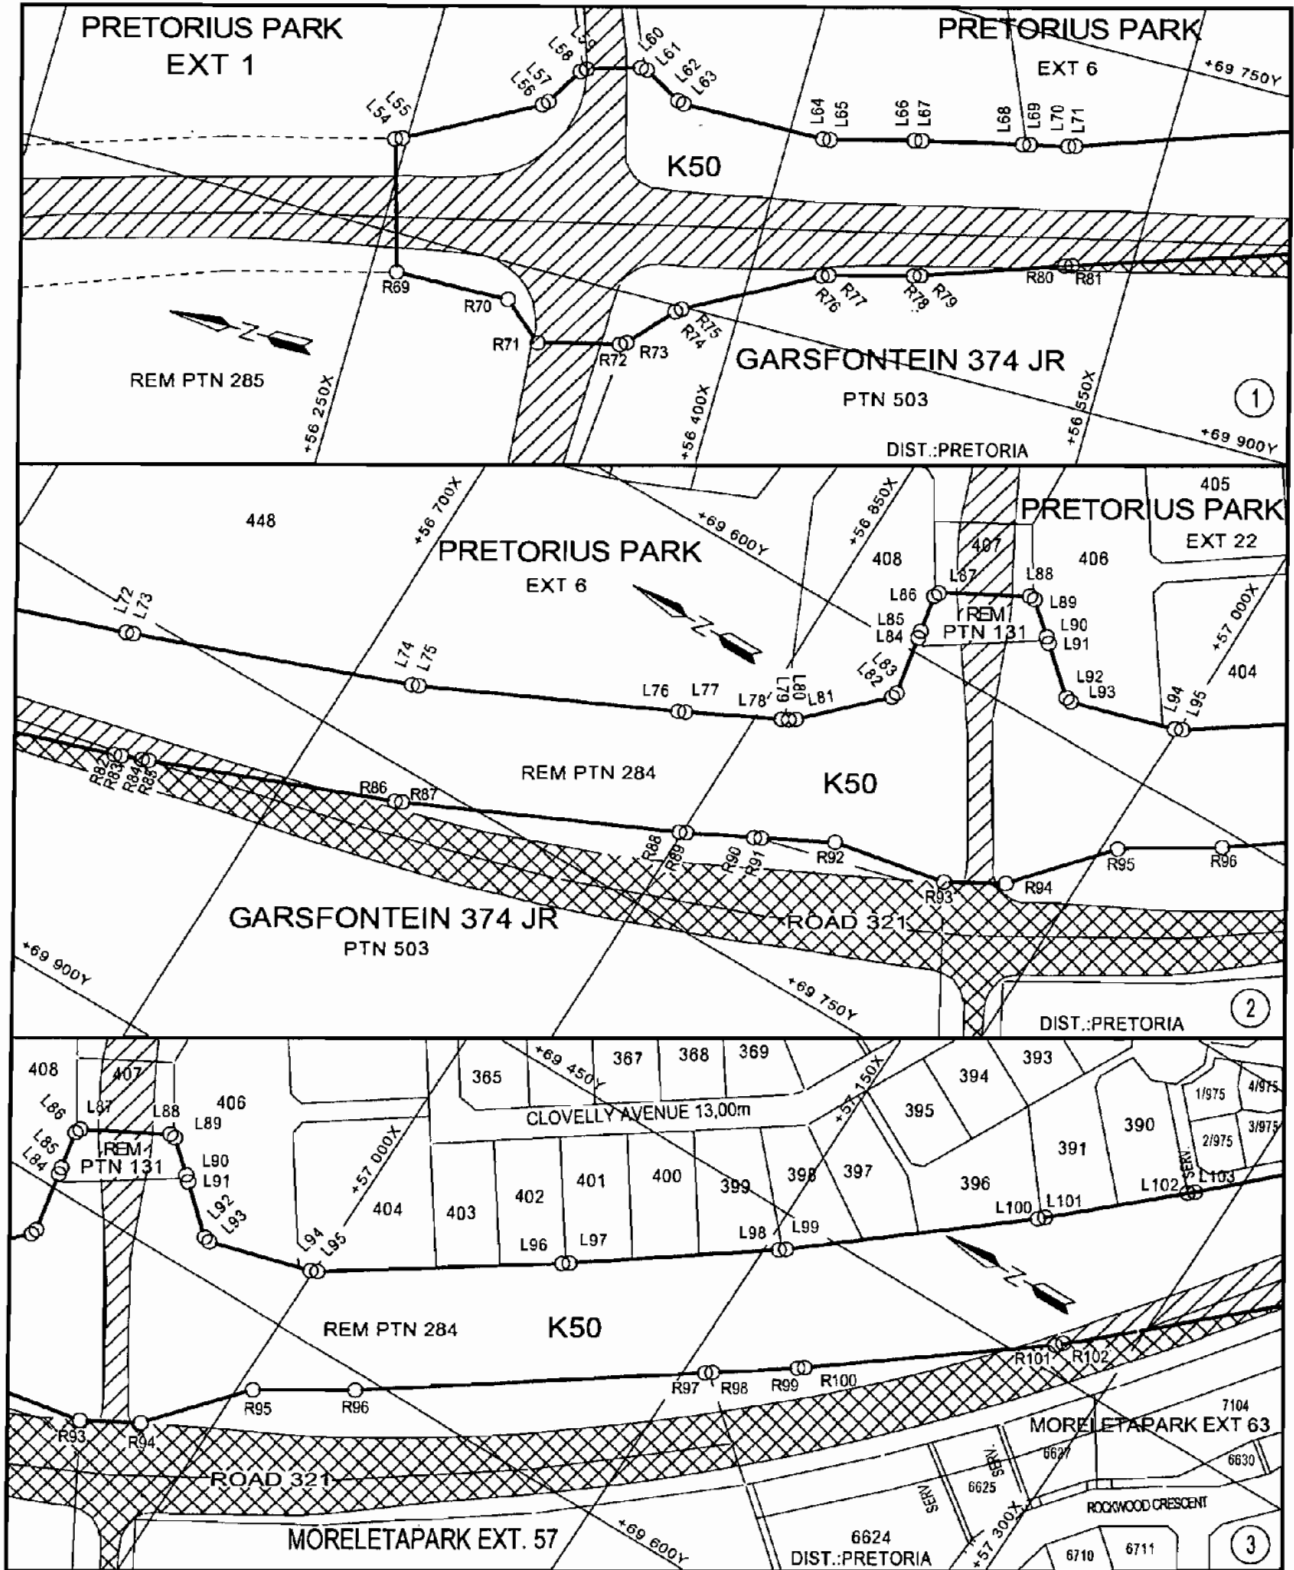 PRETORIUS PARK
EXT 1
PRETORIUS PARK
EXT 6
+69 750Y
L54
L55
L56
L57
L58
L60
L61
L62
L63
L64
L65
L66
L67
L68
L69
L70
L71
K50
R69
R70
R71
R72
R73
R74
R75
R76
R77
R78
R79
R80
R81
N
REM PTN 285
+56 250X
+56 400X
+56 550X
GARSFONTEIN 374 JR
PTN 503
+69 900Y
DIST.:PRETORIA
1
448
+56 700X
PRETORIUS PARK
EXT 6
+69 600Y
+56 850X
408
407
406
405
PRETORIUS PARK
EXT 22
+57 000X
404
L72
L73
L74
L75
L76
L77
L78
L79
L80
L81
L82
L83
L84
L85
L86
L87
L88
L89
L90
L91
L92
L93
L94
L95
REM
PTN 131
N
REM PTN 284
K50
R82
R83
R84
R85
R86
R87
R88
R89
R90
R91
R92
R93
R94
R95
R96
ROAD 321
GARSFONTEIN 374 JR
PTN 503
+69 900Y
+69 750Y
DIST.:PRETORIA
2
408
407
406
365
367
368
369
+69 450Y
CLOVELLY AVENUE 13,00m
+57 150X
393
394
395
390
391
1/975
4/975
2/975
3/975
SERV.
L84
L85
L86
L87
L88
L89
L90
L91
L92
L93
L94
L95
REM
PTN 131
+57 000X
404
403
402
401
400
399
398
397
396
L96
L97
L98
L99
L100
L101
L102
L103
N
REM PTN 284
K50
R93
R94
R95
R96
R97
R98
R99
R100
R101
R102
ROAD 321
MORELETAPARK EXT. 57
+69 600Y
7104
MORELETAPARK EXT 63
6627
6630
SERV.
SERV
6625
ROCKWOOD CRESCENT
6624
DIST.:PRETORIA
+57 300X
6710
6711
3